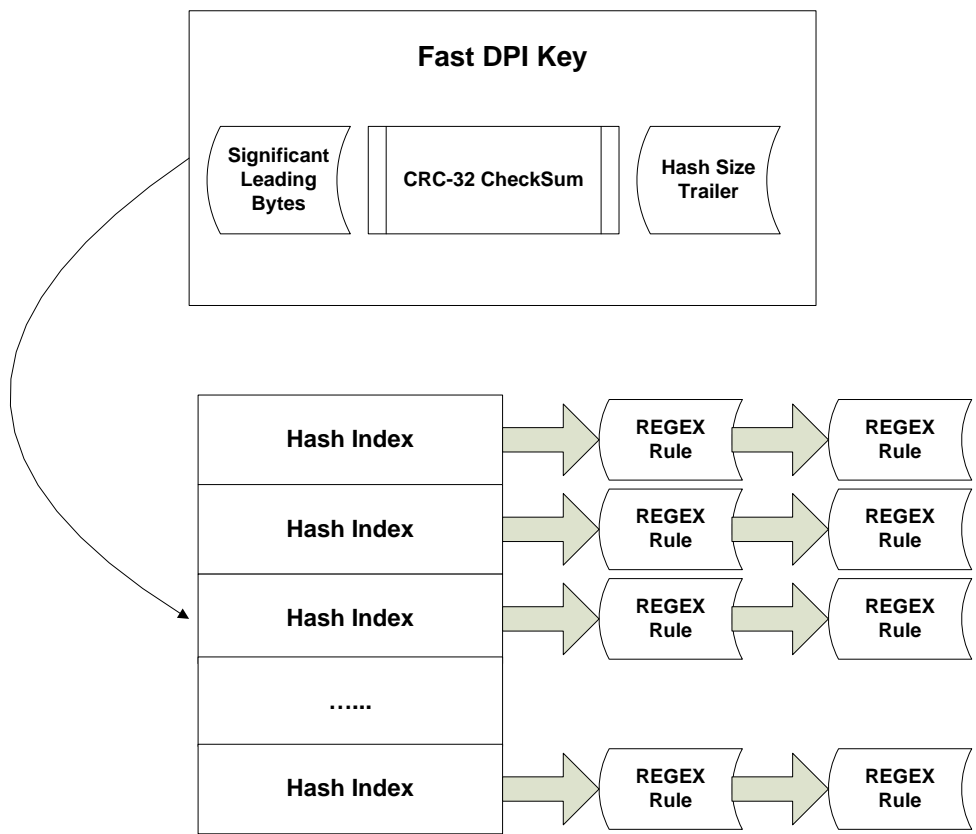 Fast DPI Key
Significant
Leading
Bytes
CRC-32 CheckSum
Hash Size
Trailer
Hash Index
REGEX
Rule
REGEX
Rule
Hash Index
REGEX
Rule
REGEX
Rule
Hash Index
REGEX
Rule
REGEX
Rule
…...
Hash Index
REGEX
Rule
REGEX
Rule